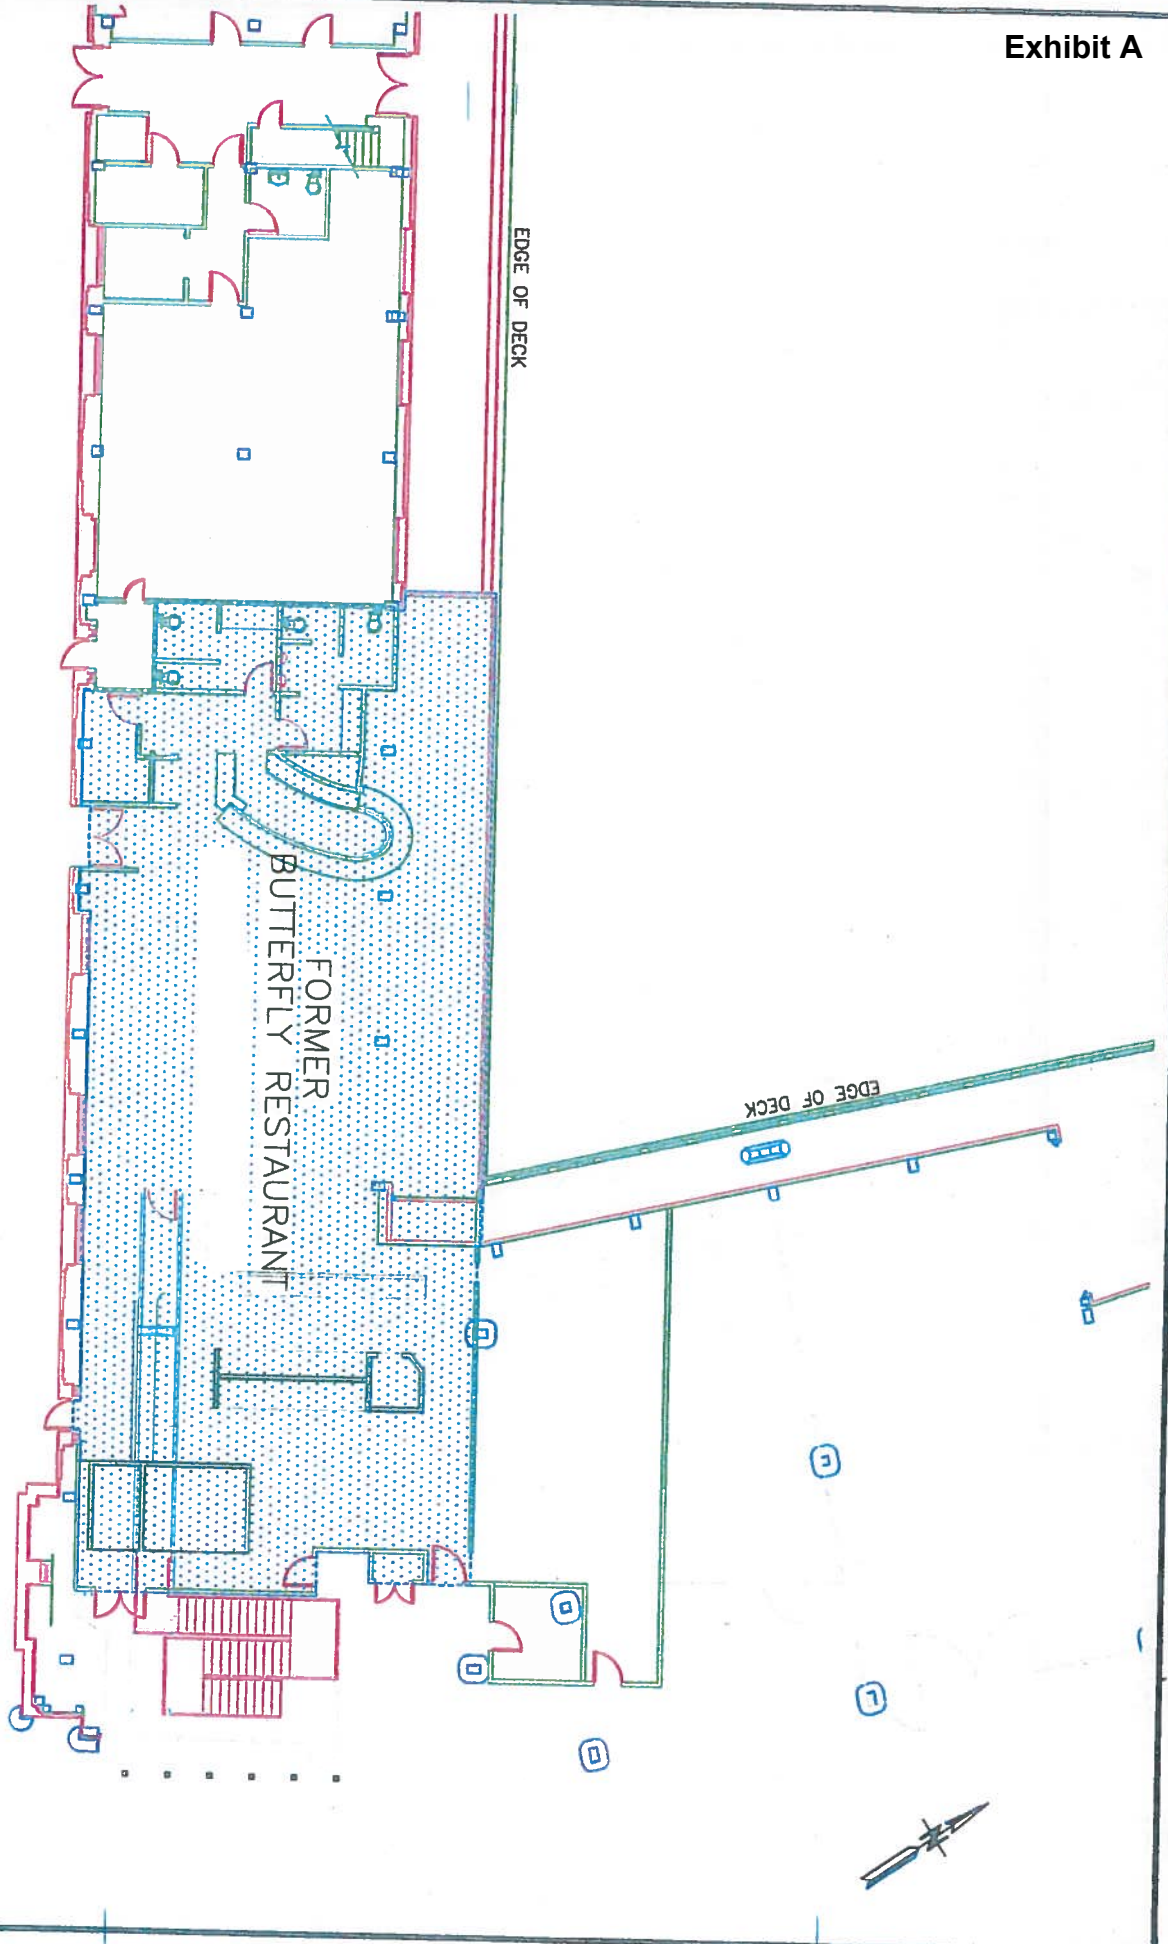 Exhibit A
EDGE OF DECK
FORMER
BUTTERFLY RESTAURANT
EDGE OF DECK